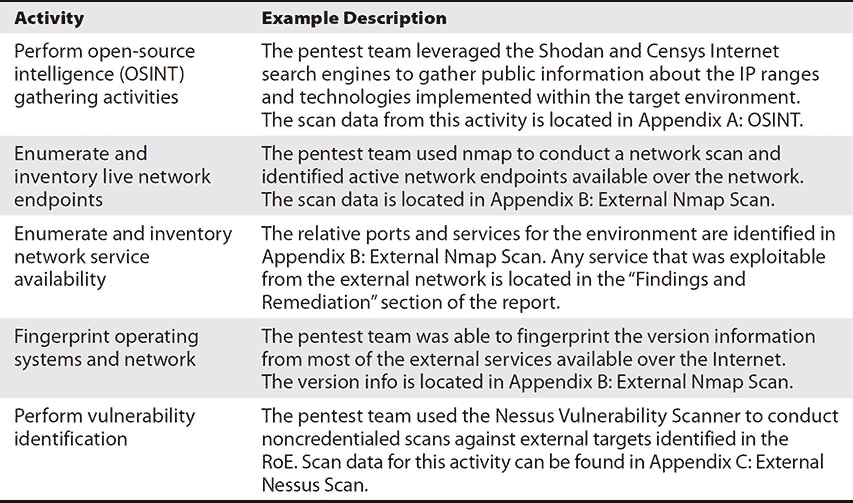 Activity Example Description
Perform open-source The pentest team leveraged the Shodan and Censys Internet
intelligence (OSINT) search engines to gather public information about the IP ranges
gathering activities and technologies implemented within the target environment.
The scan data from this activity is located in Appendix A: OSINT.
Enumerate and The pentest team used nmap to conduct a network scan and
inventory live network identified active network endpoints available over the network.
endpoints The scan data is located in Appendix B: External Nmap Scan.
Enumerate and inventory The relative ports and services for the environment are identified in
network service Appendix B: External Nmap Scan. Any service that was exploitable
availability from the external network is located in the “Findings and
Remediation” section of the report.
Fingerprint operating The pentest team was able to fingerprint the version information
systems and network from most of the external services available over the Internet.
The version info is located in Appendix B: External Nmap Scan.
Perform vulnerability The pentest team used the Nessus Vulnerability Scanner to conduct
identification noncredentialed scans against external targets identified in the
RoE. Scan data for this activity can be found in Appendix C: External
Nessus Scan.